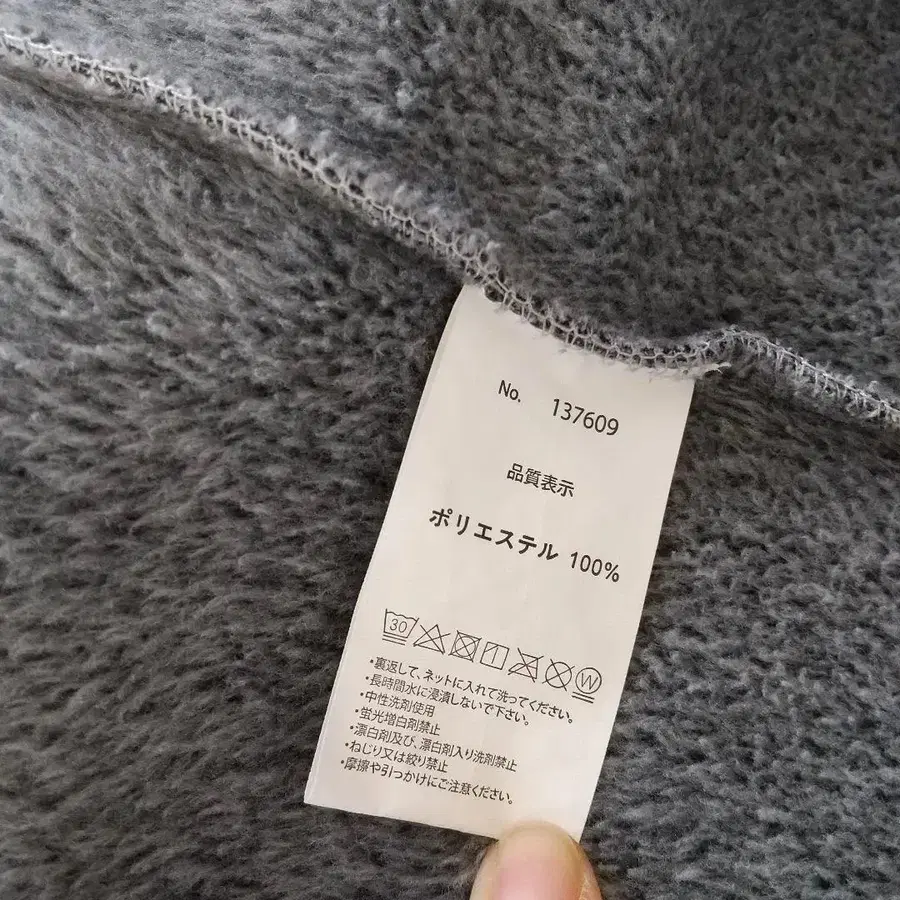 No. 137609
品質表示
ポリエステル 100%
30 W
・裏返して、ネットに入れて洗ってください。
・長時間水に浸漬しないで下さい。
・中性洗剤使用
・蛍光増白剤禁止
・漂白剤及び、漂白剤入り洗剤禁止
・ねじり又は絞り禁止
・摩擦や引っかけにご注意ください。